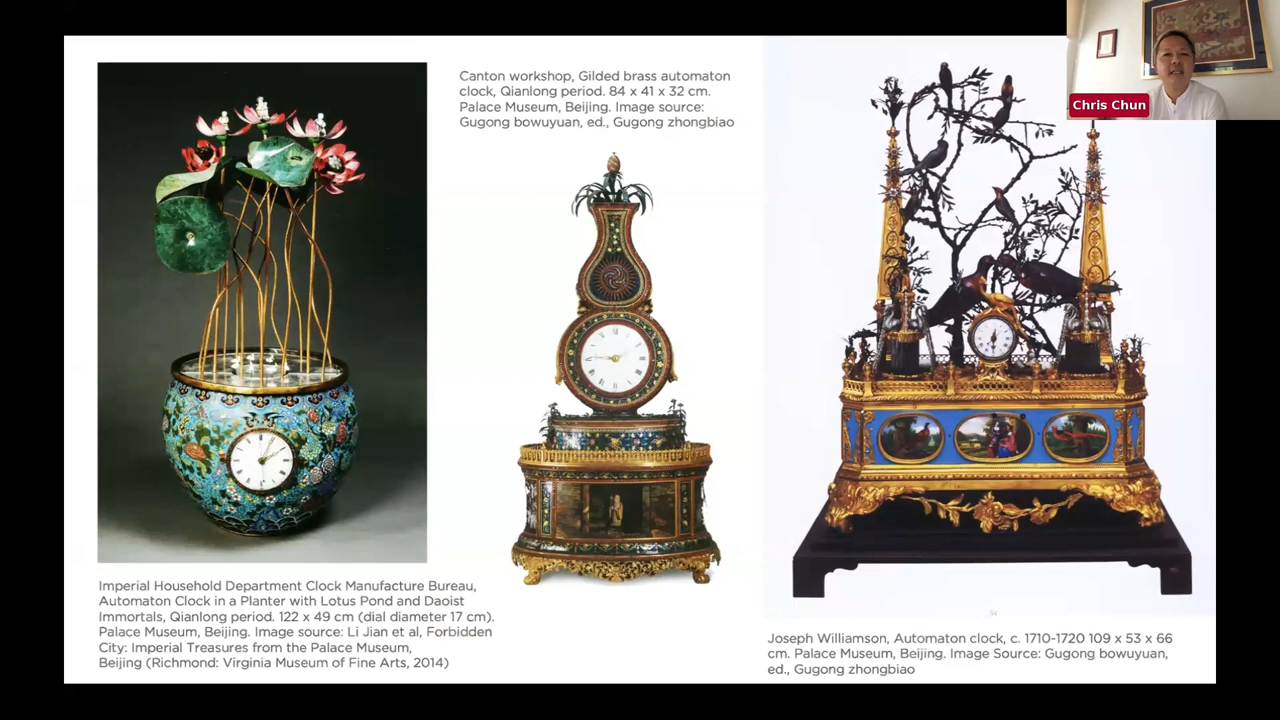 Chris Chun
Canton workshop, Gilded brass automaton
clock, Qianlong period. 84 x 41 x 32 cm.
Palace Museum, Beijing. Image source:
Gugong bowuyuan, ed., Gugong zhongbiao
Imperial Household Department Clock Manufacture Bureau,
Automaton Clock in a Planter with Lotus Pond and Daoist
Immortals, Qianlong period. 122 x 49 cm (dial diameter 17 cm).
Palace Museum, Beijing. Image source: Li Jian et al, Forbidden
City: Imperial Treasures from the Palace Museum,
Beijing (Richmond: Virginia Museum of Fine Arts, 2014)
Joseph Williamson, Automaton clock, c. 1710-1720 109 x 53 x 66
cm. Palace Museum, Beijing. Image Source: Gugong bowuyuan,
ed., Gugong zhongbiao